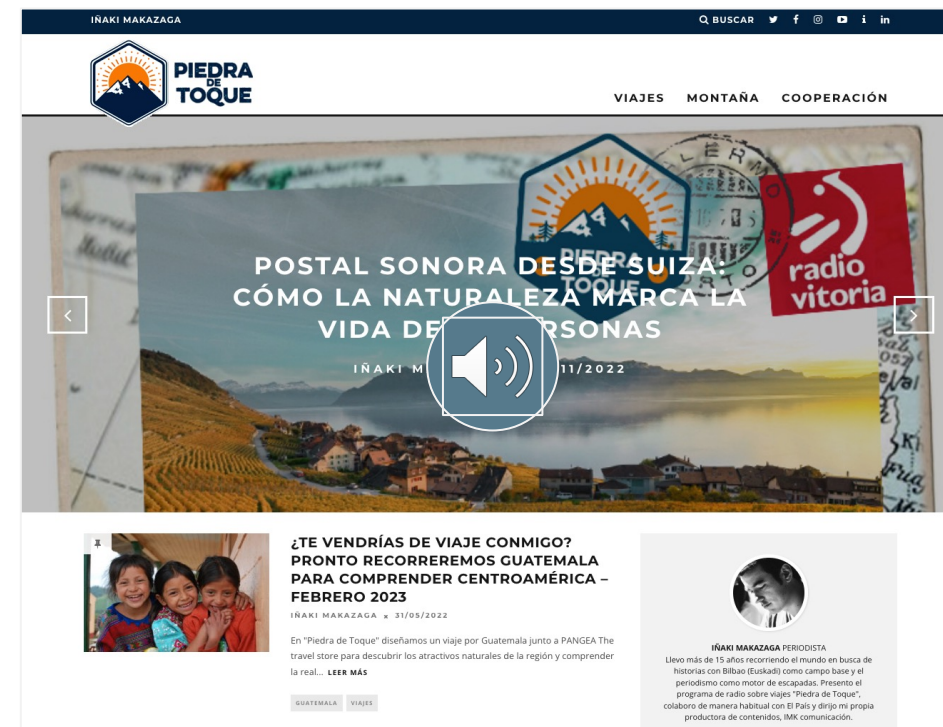 IÑAKI MAKAZAGA
BUSCAR
PIEDRA
DE
TOQUE
VIAJES MONTAÑA COOPERACIÓN
PIEDRA
TOQUE
radio
vitoria
POSTAL SONORA DESDE SUIZA:
CÓMO LA NATURALEZA MARCA LA
VIDA DE
IÑAKI 11/2022
¿TE VENDRÍAS DE VIAJE CONMIGO?
PRONTO RECORREREMOS GUATEMALA
PARA COMPRENDER CENTROAMÉRICA –
FEBRERO 2023
IÑAKI MAKAZAGA x 31/05/2022
En "Piedra de Toque" diseñamos un viaje por Guatemala junto a PANGEA The
travel store para descubrir los atractivos naturales de la región y comprender
la real... LEER MÁS
GUATEMALA VIAJES
IÑAKI MAKAZAGA PERIODISTA
Llevo más de 15 años recorriendo el mundo en busca de
historias con Bilbao (Euskadi) como campo base y el
periodismo como motor de escapadas. Presento el
programa de radio sobre viajes "Piedra de Toque",
colaboro de manera habitual con El País y dirijo mi propia
productora de contenidos, IMK comunicación.